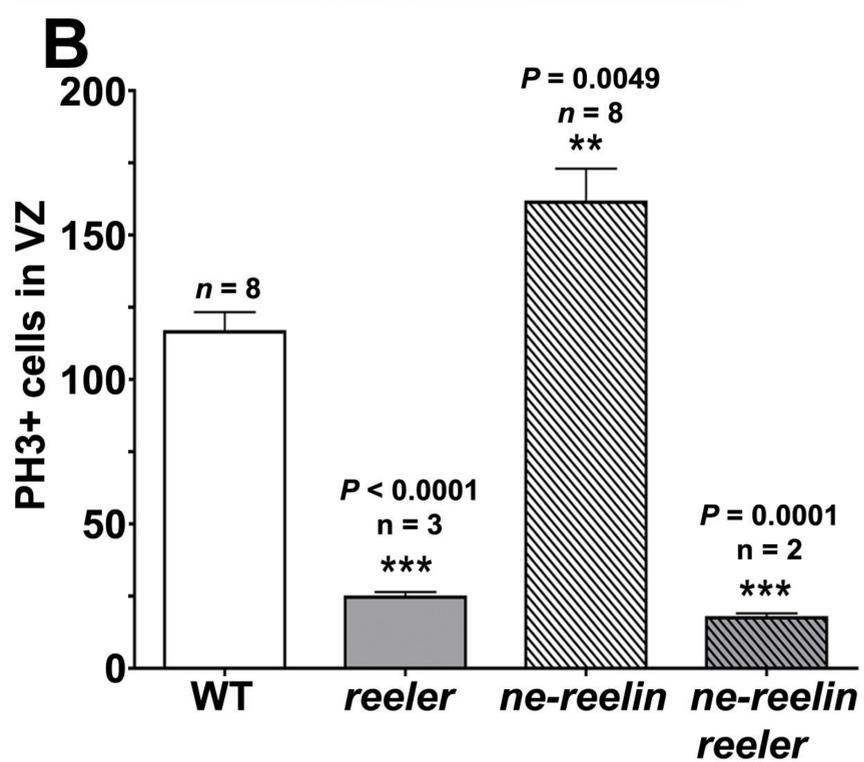 B
PH3+ cells in VZ
200
150
100
50
0
n = 8
P < 0.0001
n = 3
***
P = 0.0049
n = 8
**
P = 0.0001
n = 2
***
WT
reeler
ne-reelin
ne-reelin
reeler